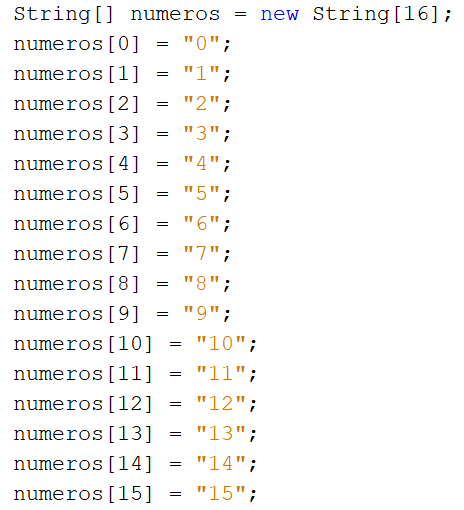 String[] numeros = new String[16];
numeros[0] = "0";
numeros[1] = "1";
numeros[2] = "2";
numeros[3] = "3";
numeros[4] = "4";
numeros[5] = "5";
numeros[6] = "6";
numeros[7] = "7";
numeros[8] = "8";
numeros[9] = "9";
numeros[10] = "10";
numeros[11] = "11";
numeros[12] = "12";
numeros[13] = "13";
numeros[14] = "14";
numeros[15] = "15";